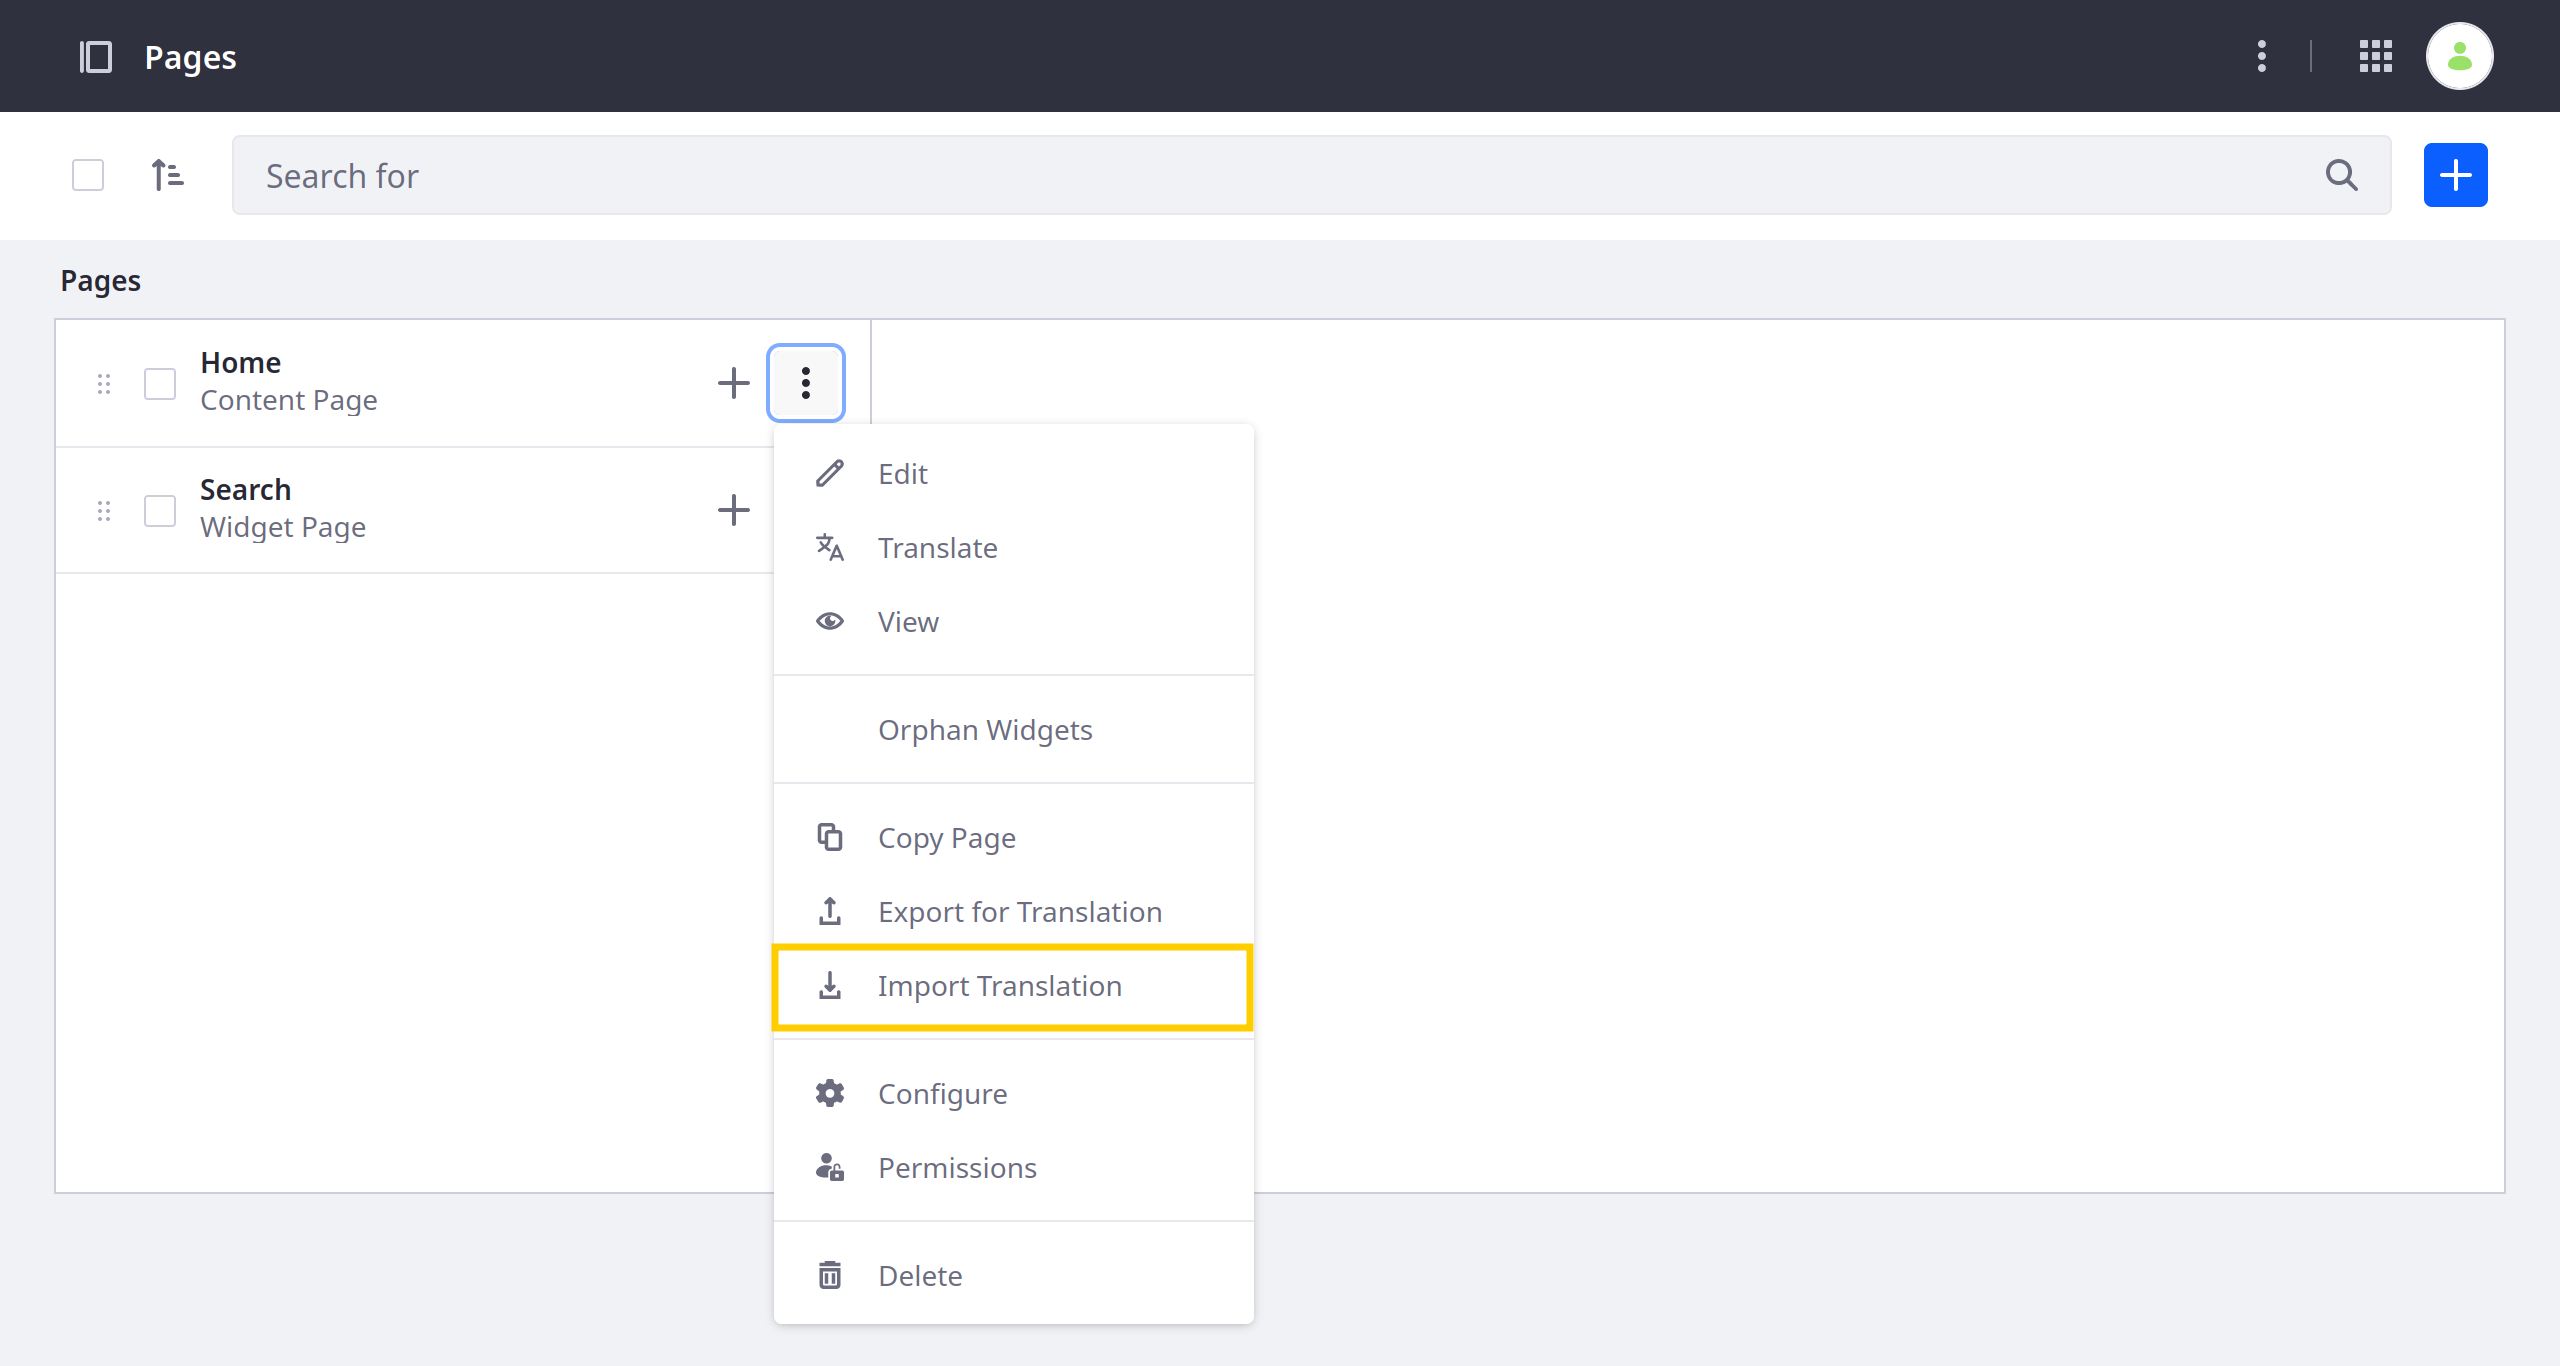 Pages
Search for
Pages
Home
Content Page
Search
Widget Page
Edit
Translate
View
Orphan Widgets
Copy Page
Export for Translation
Import Translation
Configure
Permissions
Delete